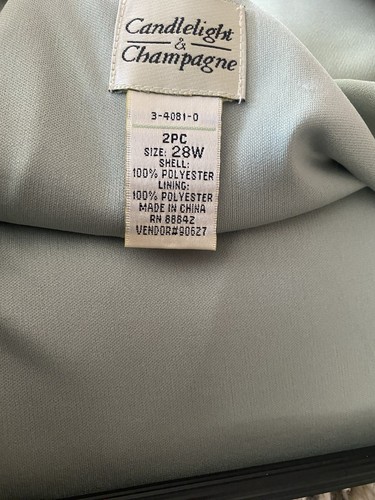 Candlelight
&
Champagne
3-4081-0
2PC
SIZE: 28W
SHELL:
100% POLYESTER
LINING:
100% POLYESTER
MADE IN CHINA
RN 88842
VENDOR#90627